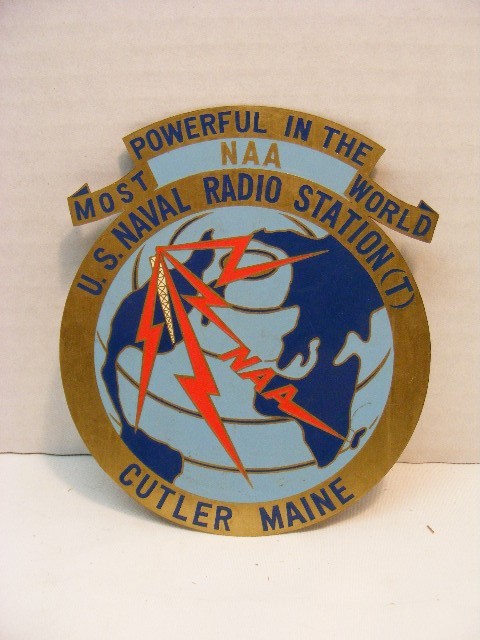 MOST POWERFUL IN THE WORLD
NAA
U.S. NAVAL RADIO STATION (T)
NAA
CUTLER MAINE